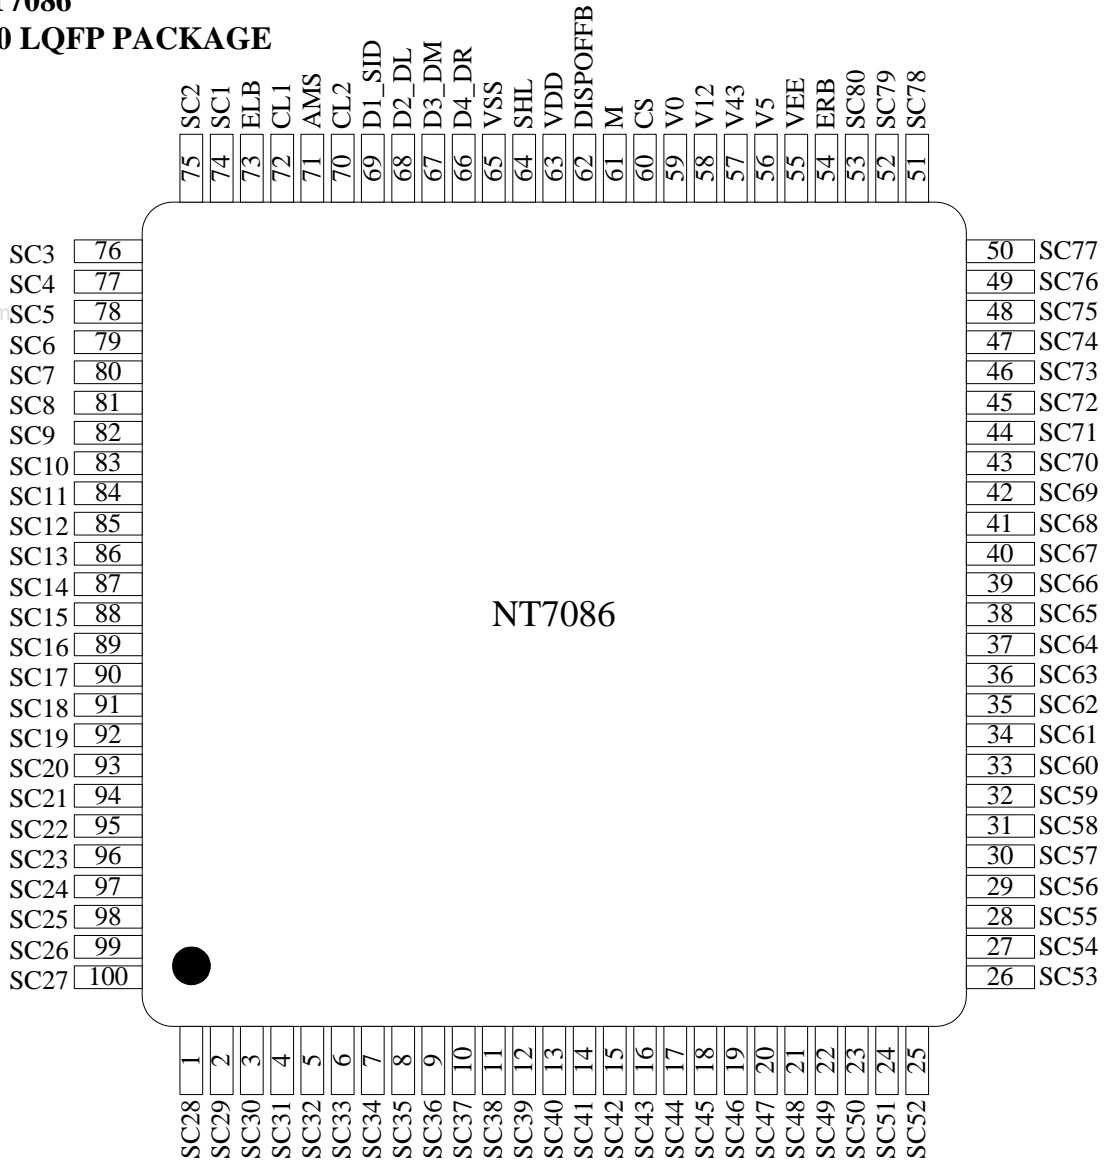 7086
LQFP PACKAGE
SC2 SC1 ELB CL1 AMS CL2 D1_SID D2_DL D3_DM D4_DR VSS SHL VDD DISPOFFB M CS V0 V12 V43 V5 VEE ERB SC80 SC79 SC78
75 74 73 72 71 70 69 68 67 66 65 64 63 62 61 60 59 58 57 56 55 54 53 52 51
SC3 76 50 SC77
SC4 77 49 SC76
SC5 78 48 SC75
SC6 79 47 SC74
SC7 80 46 SC73
SC8 81 45 SC72
SC9 82 44 SC71
SC10 83 43 SC70
SC11 84 42 SC69
SC12 85 41 SC68
SC13 86 40 SC67
SC14 87 39 SC66
SC15 88 38 SC65
NT7086
SC16 89 37 SC64
SC17 90 36 SC63
SC18 91 35 SC62
SC19 92 34 SC61
SC20 93 33 SC60
SC21 94 32 SC59
SC22 95 31 SC58
SC23 96 30 SC57
SC24 97 29 SC56
SC25 98 28 SC55
SC26 99 27 SC54
SC27 100 26 SC53
1 2 3 4 5 6 7 8 9 10 11 12 13 14 15 16 17 18 19 20 21 22 23 24 25
SC28 SC29 SC30 SC31 SC32 SC33 SC34 SC35 SC36 SC37 SC38 SC39 SC40 SC41 SC42 SC43 SC44 SC45 SC46 SC47 SC48 SC49 SC50 SC51 SC52